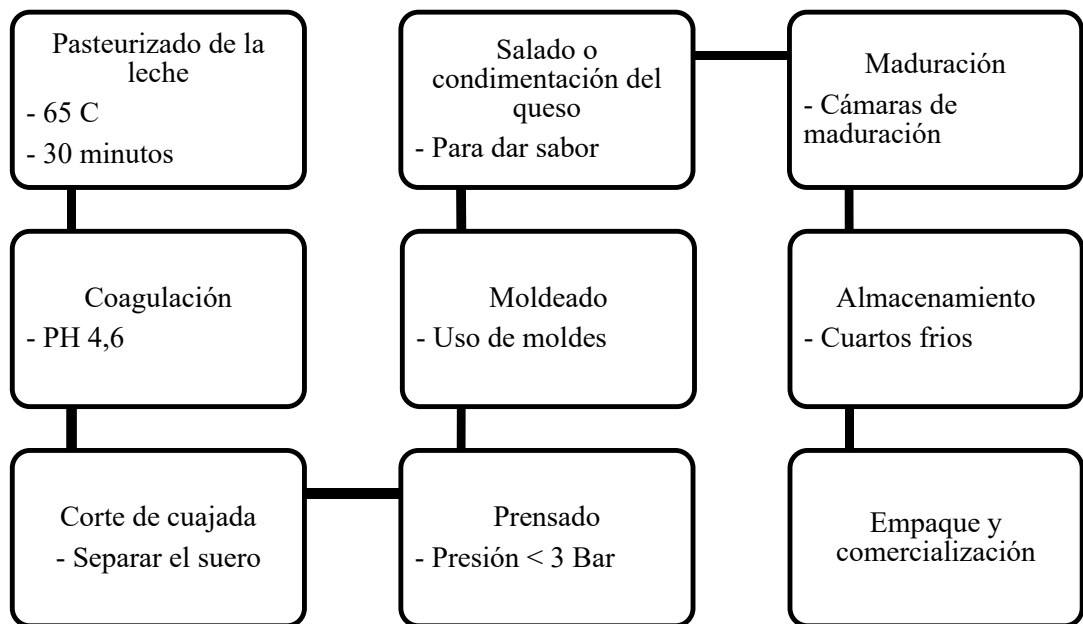 Pasteurizado de la
leche
- 65 C
- 30 minutos
Coagulación
- PH 4,6
Corte de cuajada
- Separar el suero
Prensado
- Presión < 3 Bar
Moldeado
- Uso de moldes
Salado o
condimentación del
queso
- Para dar sabor
Maduración
- Cámaras de
maduración
Almacenamiento
- Cuartos frios
Empaque y
comercialización